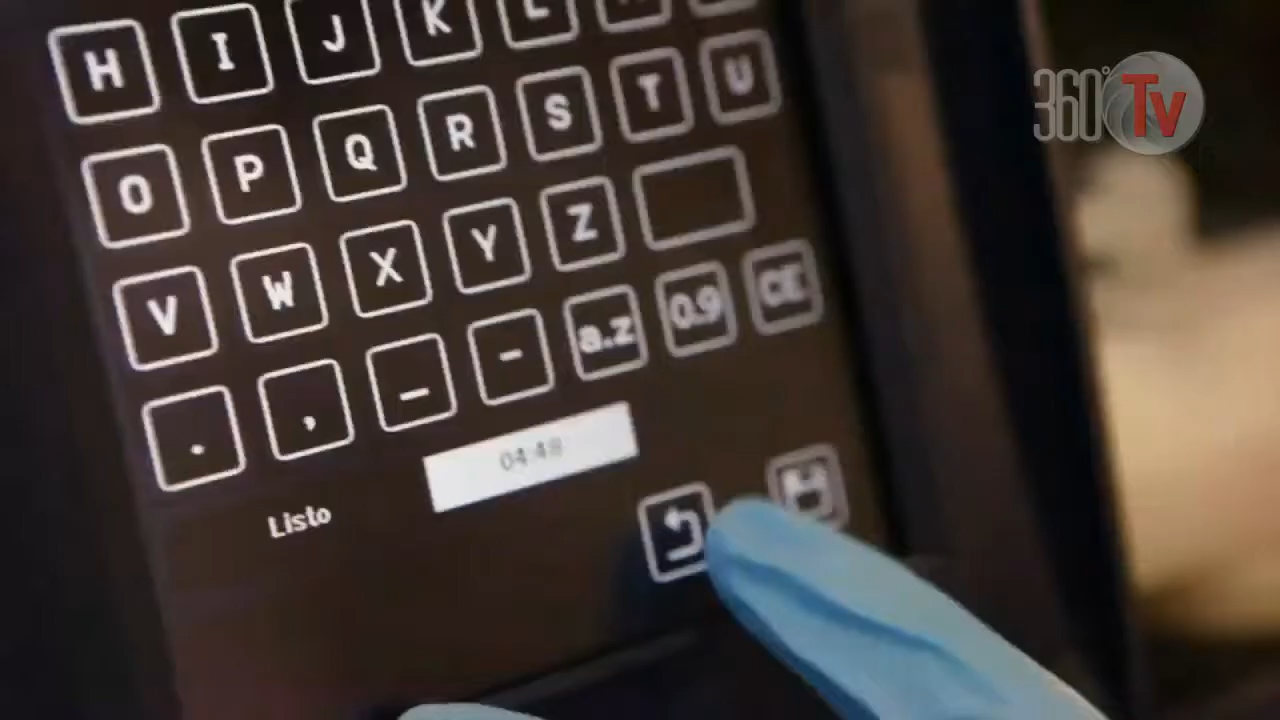 360° Tv
H I J K L
O P Q R S T U
V W X Y Z
. , _ - a.z 0.9 CE
04:48
Listo